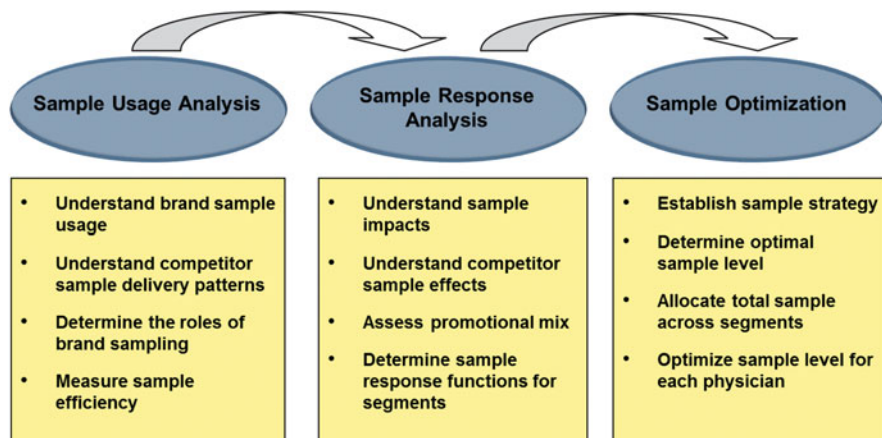 Sample Usage Analysis
Sample Response
Analysis
Sample Optimization
• Understand brand sample
usage
• Understand competitor
sample delivery patterns
• Determine the roles of
brand sampling
• Measure sample
efficiency
• Understand sample
impacts
• Understand competitor
sample effects
• Assess promotional mix
• Determine sample
response functions for
segments
• Establish sample strategy
• Determine optimal
sample level
• Allocate total sample
across segments
• Optimize sample level for
each physician